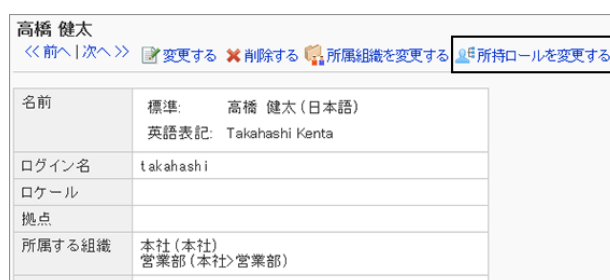 高橋 健太
≪前へ | 次へ≫ 変更する 削除する 所属組織を変更する 所持ロールを変更する
名前 標準: 高橋 健太 (日本語)
英語表記: Takahashi Kenta
ログイン名 takahashi
ロケール
拠点
所属する組織 本社 (本社)
営業部 (本社>営業部)